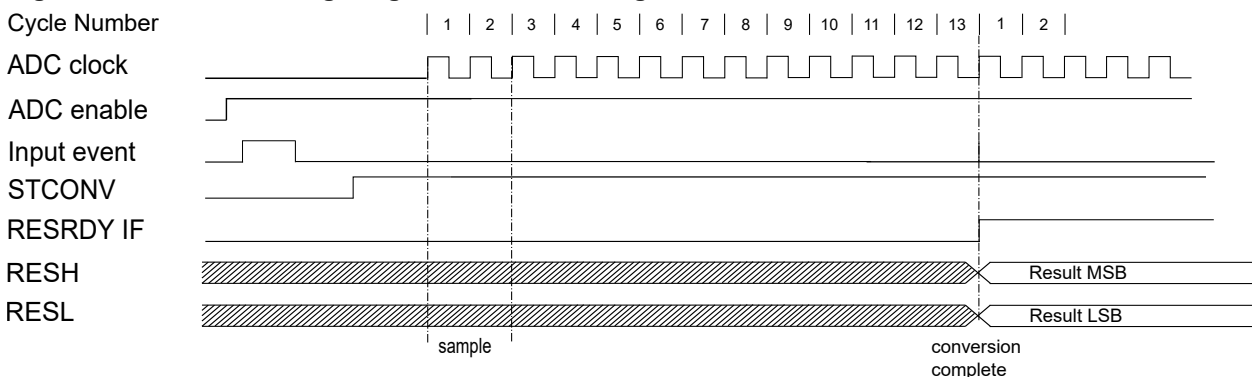 Cycle Number 1 2 3 4 5 6 7 8 9 10 11 12 13 1 2
ADC clock
ADC enable
Input event
STCONV
RESRDY IF
RESH Result MSB
RESL Result LSB
sample conversion
complete